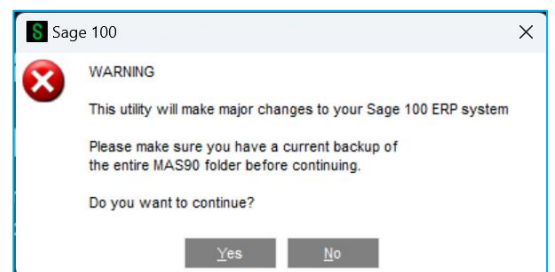 Sage 100
WARNING
This utility will make major changes to your Sage 100 ERP system
Please make sure you have a current backup of
the entire MAS90 folder before continuing.
Do you want to continue?
Yes
No